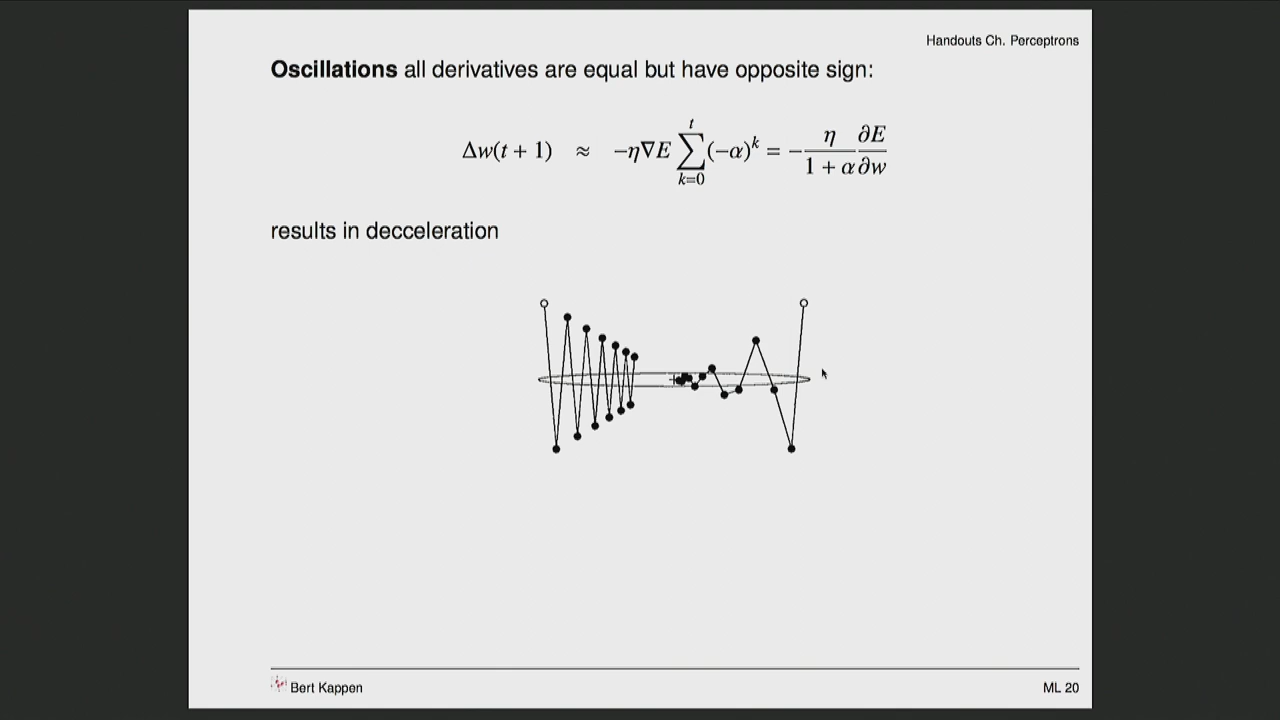 Handouts Ch. Perceptrons
Oscillations all derivatives are equal but have opposite sign:
Δw(t + 1) ≈ −η∇E ∑_{k=0}^{t} (−α)^k = − η/(1 + α) ∂E/∂w
results in decceleration
Bert Kappen
ML 20